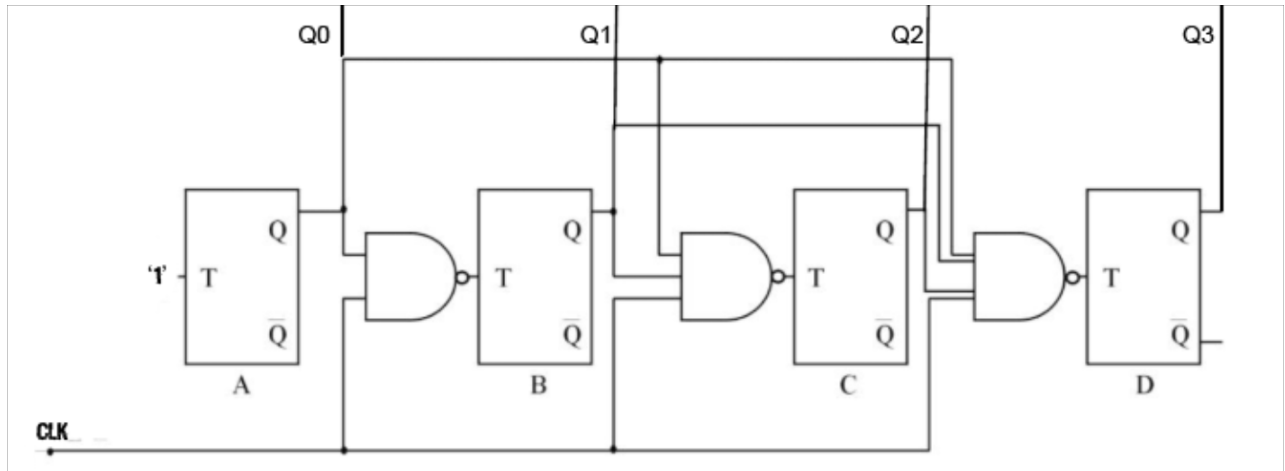 Q0 Q1 Q2 Q3
Q Q Q Q
'1' T T T T
Q̅ Q̅ Q̅ Q̅
A B C D
CLK